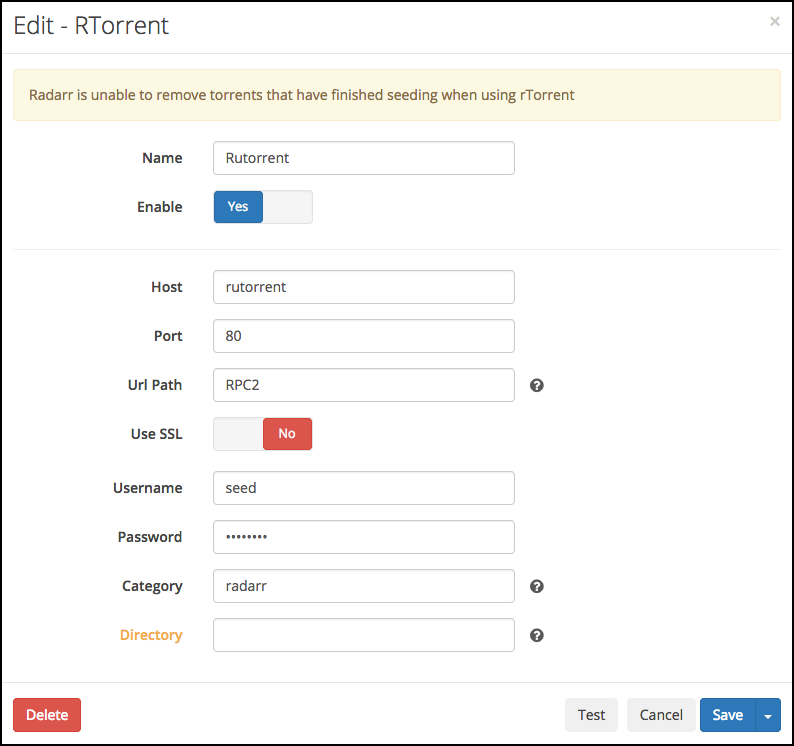 Edit - RTorrent
×
Radarr is unable to remove torrents that have finished seeding when using rTorrent
Name Rutorrent
Enable Yes
Host rutorrent
Port 80
Url Path RPC2 ?
Use SSL No
Username seed
Password ••••••••
Category radarr ?
Directory ?
Delete Test Cancel Save